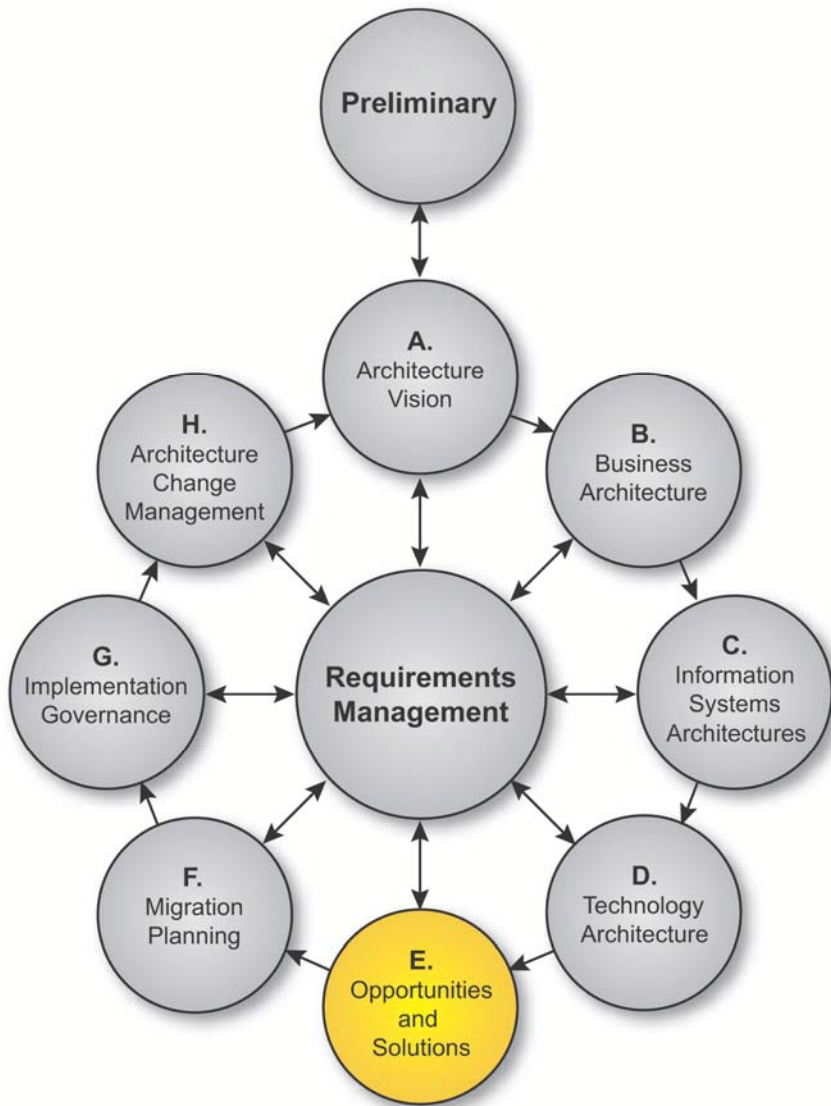 Preliminary
A.
Architecture
Vision
B.
Business
Architecture
C.
Information
Systems
Architectures
D.
Technology
Architecture
E.
Opportunities
and
Solutions
F.
Migration
Planning
G.
Implementation
Governance
H.
Architecture
Change
Management
Requirements
Management